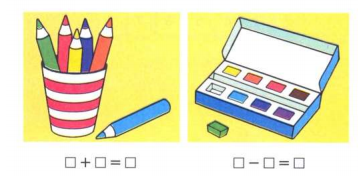 □ + □ = □
□ − □ = □